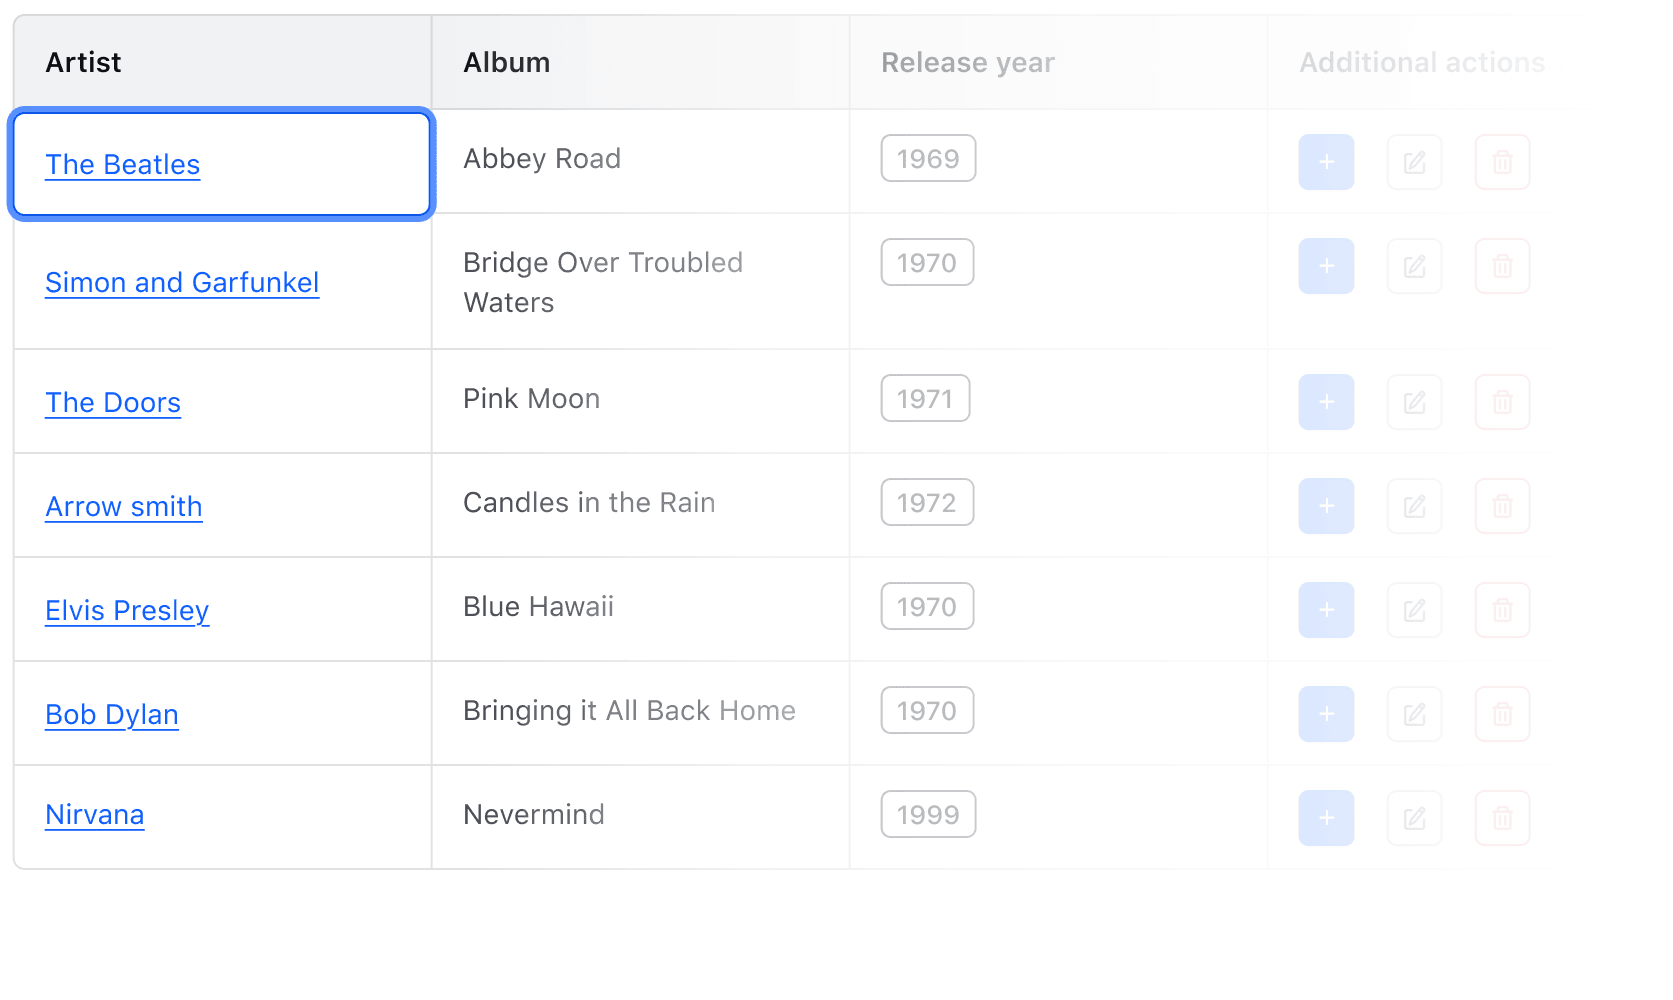 Artist Album Release year Additional actions
The Beatles Abbey Road 1969 +
Simon and Garfunkel Bridge Over Troubled 1970 +
Waters
The Doors Pink Moon 1971 +
Arrow smith Candles in the Rain 1972 +
Elvis Presley Blue Hawaii 1970 +
Bob Dylan Bringing it All Back Home 1970 +
Nirvana Nevermind 1999 +